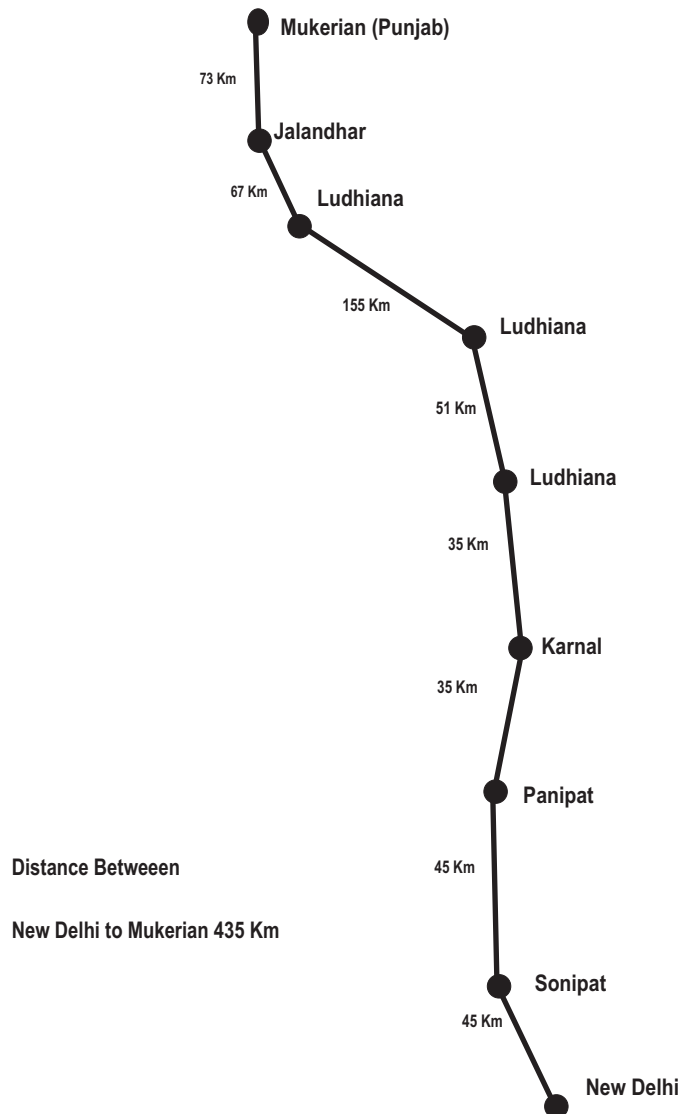 Mukerian (Punjab)
73 Km
Jalandhar
67 Km
Ludhiana
155 Km
Ludhiana
51 Km
Ludhiana
35 Km
Karnal
35 Km
Panipat
45 Km
Distance Betweeen
New Delhi to Mukerian 435 Km
Sonipat
45 Km
New Delhi